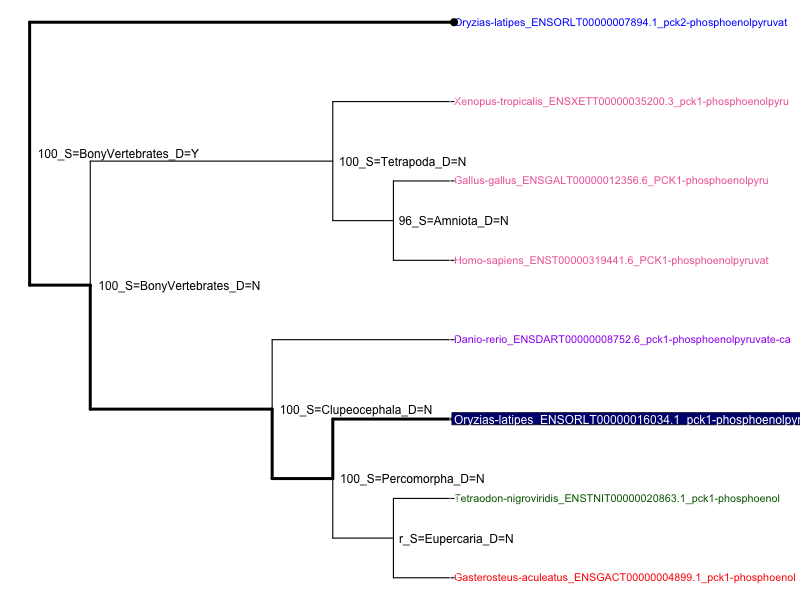 Oryzias-latipes_ENSORLT00000007894.1_pck2-phosphoenolpyruvat
Xenopus-tropicalis_ENSXETT00000035200.3_pck1-phosphoenolpyru
100_S=BonyVertebrates_D=Y
100_S=Tetrapoda_D=N
Gallus-gallus_ENSGALT00000012356.6_PCK1-phosphoenolpyru
96_S=Amniota_D=N
Homo-sapiens_ENST00000319441.6_PCK1-phosphoenolpyruvat
100_S=BonyVertebrates_D=N
Danio-rerio_ENSDART00000008752.6_pck1-phosphoenolpyruvate-ca
100_S=Clupeocephala_D=N
Oryzias-latipes_ENSORLT00000016034.1_pck1-phosphoenolpyr
100_S=Percomorpha_D=N
Tetraodon-nigroviridis_ENSTNIT00000020863.1_pck1-phosphoenol
r_S=Eupercaria_D=N
Gasterosteus-aculeatus_ENSGACT00000004899.1_pck1-phosphoenol